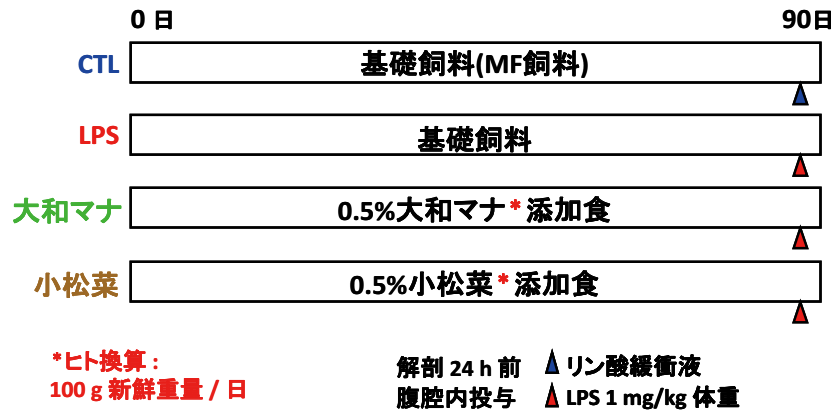 0 日 90日
CTL 基礎飼料(MF飼料)
LPS 基礎飼料
大和マナ 0.5%大和マナ*添加食
小松菜 0.5%小松菜*添加食
*ヒト換算:
100 g 新鮮重量 / 日
解剖 24 h 前 リン酸緩衝液
腹腔内投与 LPS 1 mg/kg 体重